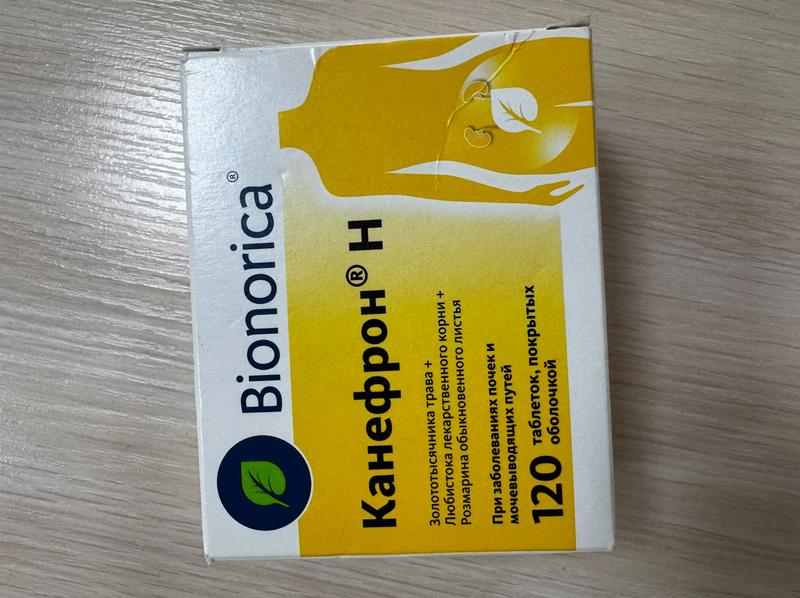 Bionorica®
Канефрон® Н
Золототысячника трава +
Любистока лекарственного корни +
Розмарина обыкновенного листья
При заболеваниях почек и
мочевыводящих путей
120 таблеток, покрытых
оболочкой